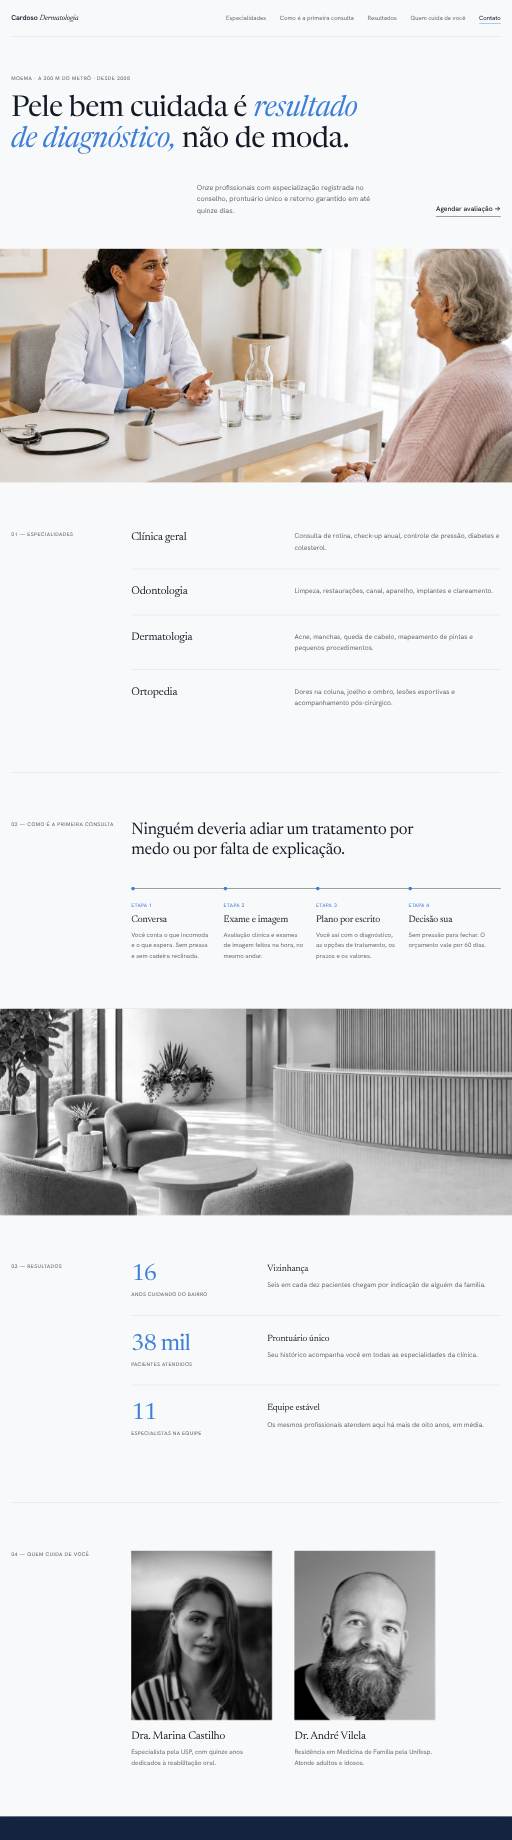 Cardoso Dermatologia
Especialidades
Como é a primeira consulta
Resultados
Quem cuida de você
Contato
MOEMA · A 300 M DO METRÔ · DESDE 2008
Pele bem cuidada é resultado
de diagnóstico, não de moda.
Onze profissionais com especialização registrada no
conselho, prontuário único e retorno garantido em até
quinze dias.
Agendar avaliação →
01 — ESPECIALIDADES
Clínica geral
Consulta de rotina, check-up anual, controle de pressão, diabetes e
colesterol.
Odontologia
Limpeza, restaurações, canal, aparelho, implantes e clareamento.
Dermatologia
Acne, manchas, queda de cabelo, mapeamento de pintas e
pequenos procedimentos.
Ortopedia
Dores na coluna, joelho e ombro, lesões esportivas e
acompanhamento pós-cirúrgico.
02 — COMO É A PRIMEIRA CONSULTA
Ninguém deveria adiar um tratamento por
medo ou por falta de explicação.
ETAPA 1
Conversa
Você conta o que incomoda
e o que espera. Sem pressa
e sem cadeira reclinada.
ETAPA 2
Exame e imagem
Avaliação clínica e exames
de imagem feitos na hora, no
mesmo andar.
ETAPA 3
Plano por escrito
Você sai com o diagnóstico,
as opções de tratamento, os
prazos e os valores.
ETAPA 4
Decisão sua
Sem pressão para fechar. O
orçamento vale por 60 dias.
03 — RESULTADOS
16
ANOS CUIDANDO DO BAIRRO
Vizinhança
Seis em cada dez pacientes chegam por indicação de alguém da família.
38 mil
PACIENTES ATENDIDOS
Prontuário único
Seu histórico acompanha você em todas as especialidades da clínica.
11
ESPECIALISTAS NA EQUIPE
Equipe estável
Os mesmos profissionais atendem aqui há mais de oito anos, em média.
04 — QUEM CUIDA DE VOCÊ
Dra. Marina Castilho
Especialista pela USP, com quinze anos
dedicados à reabilitação oral.
Dr. André Vilela
Residência em Medicina de Família pela Unifesp.
Atende adultos e idosos.